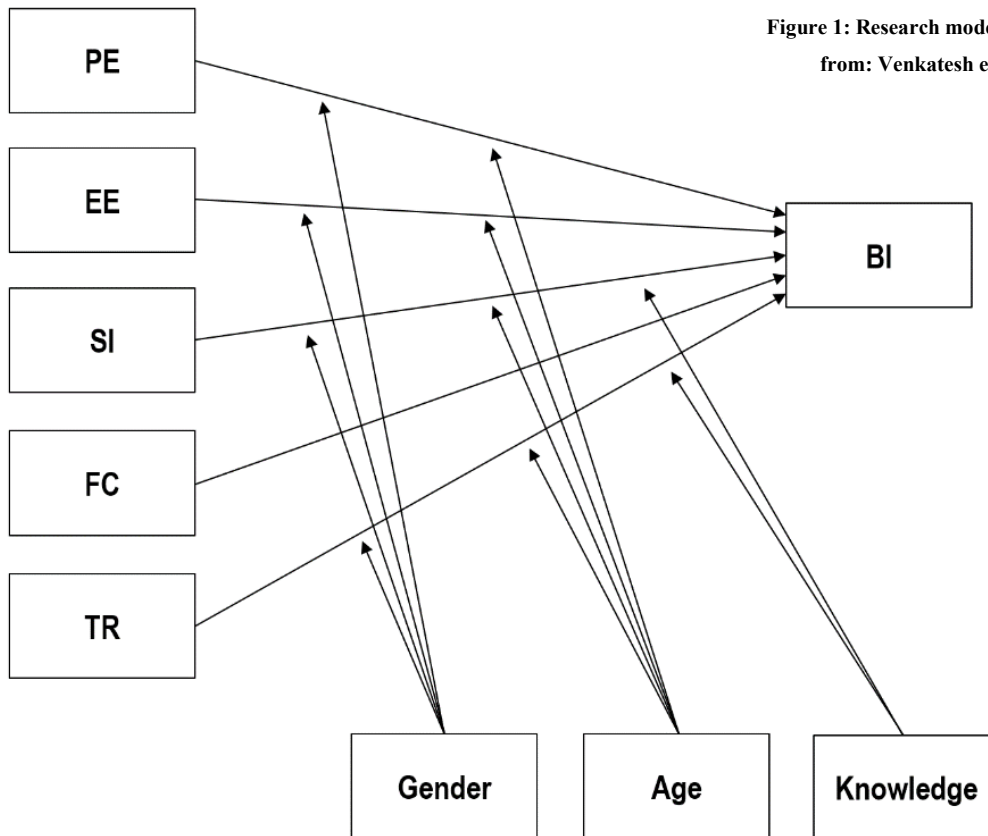 Figure 1: Research mode
from: Venkatesh e
PE
EE
SI
FC
TR
BI
Gender
Age
Knowledge